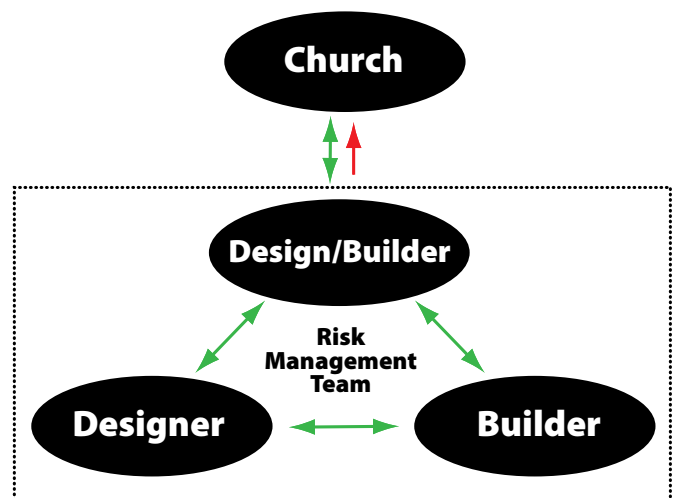 Church
Design/Builder
Risk
Management
Team
Designer
Builder